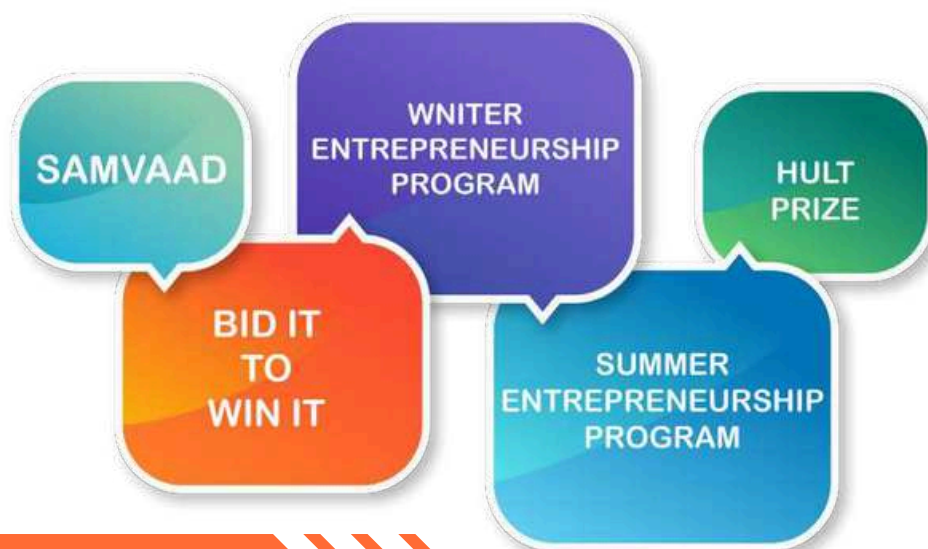 SAMVAAD
WNITER
ENTREPRENEURSHIP
PROGRAM
HULT
PRIZE
BID IT
TO
WIN IT
SUMMER
ENTREPRENEURSHIP
PROGRAM